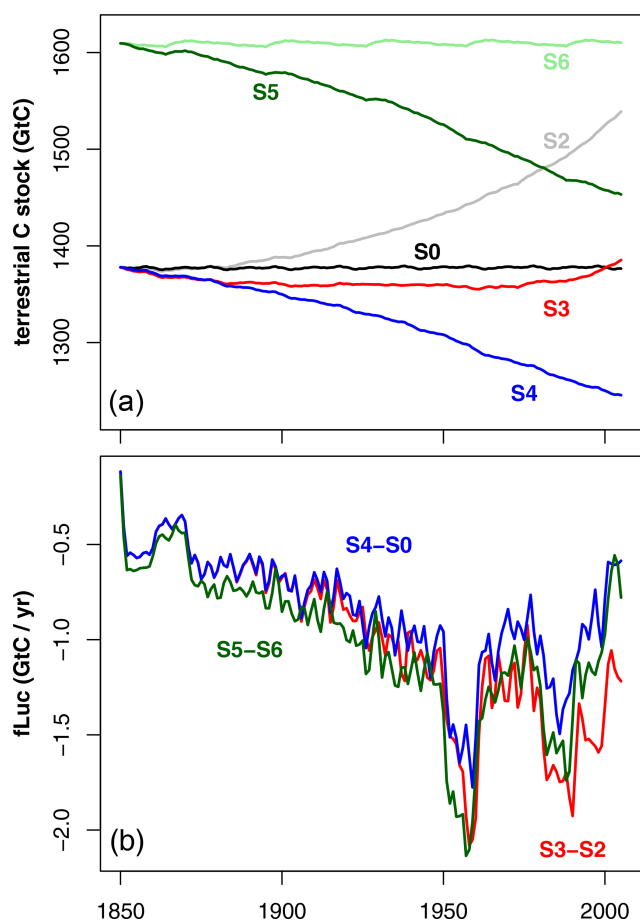 terrestrial C stock (GtC)
1600
1500
1400
1300
S6
S5
S2
S0
S3
S4
(a)
fLuc (GtC / yr)
−0.5
−1.0
−1.5
−2.0
S4−S0
S5−S6
S3−S2
(b)
1850
1900
1950
2000